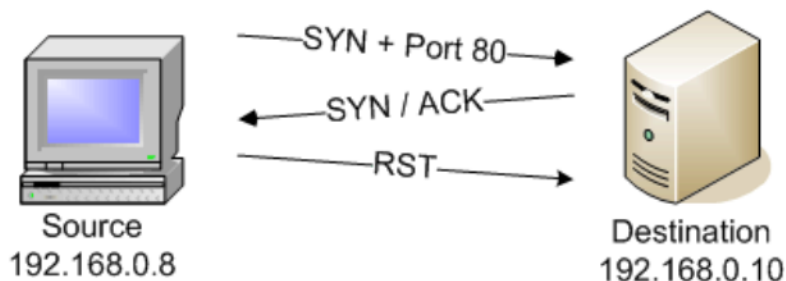 SYN + Port 80
SYN / ACK
RST
Source
192.168.0.8
Destination
192.168.0.10